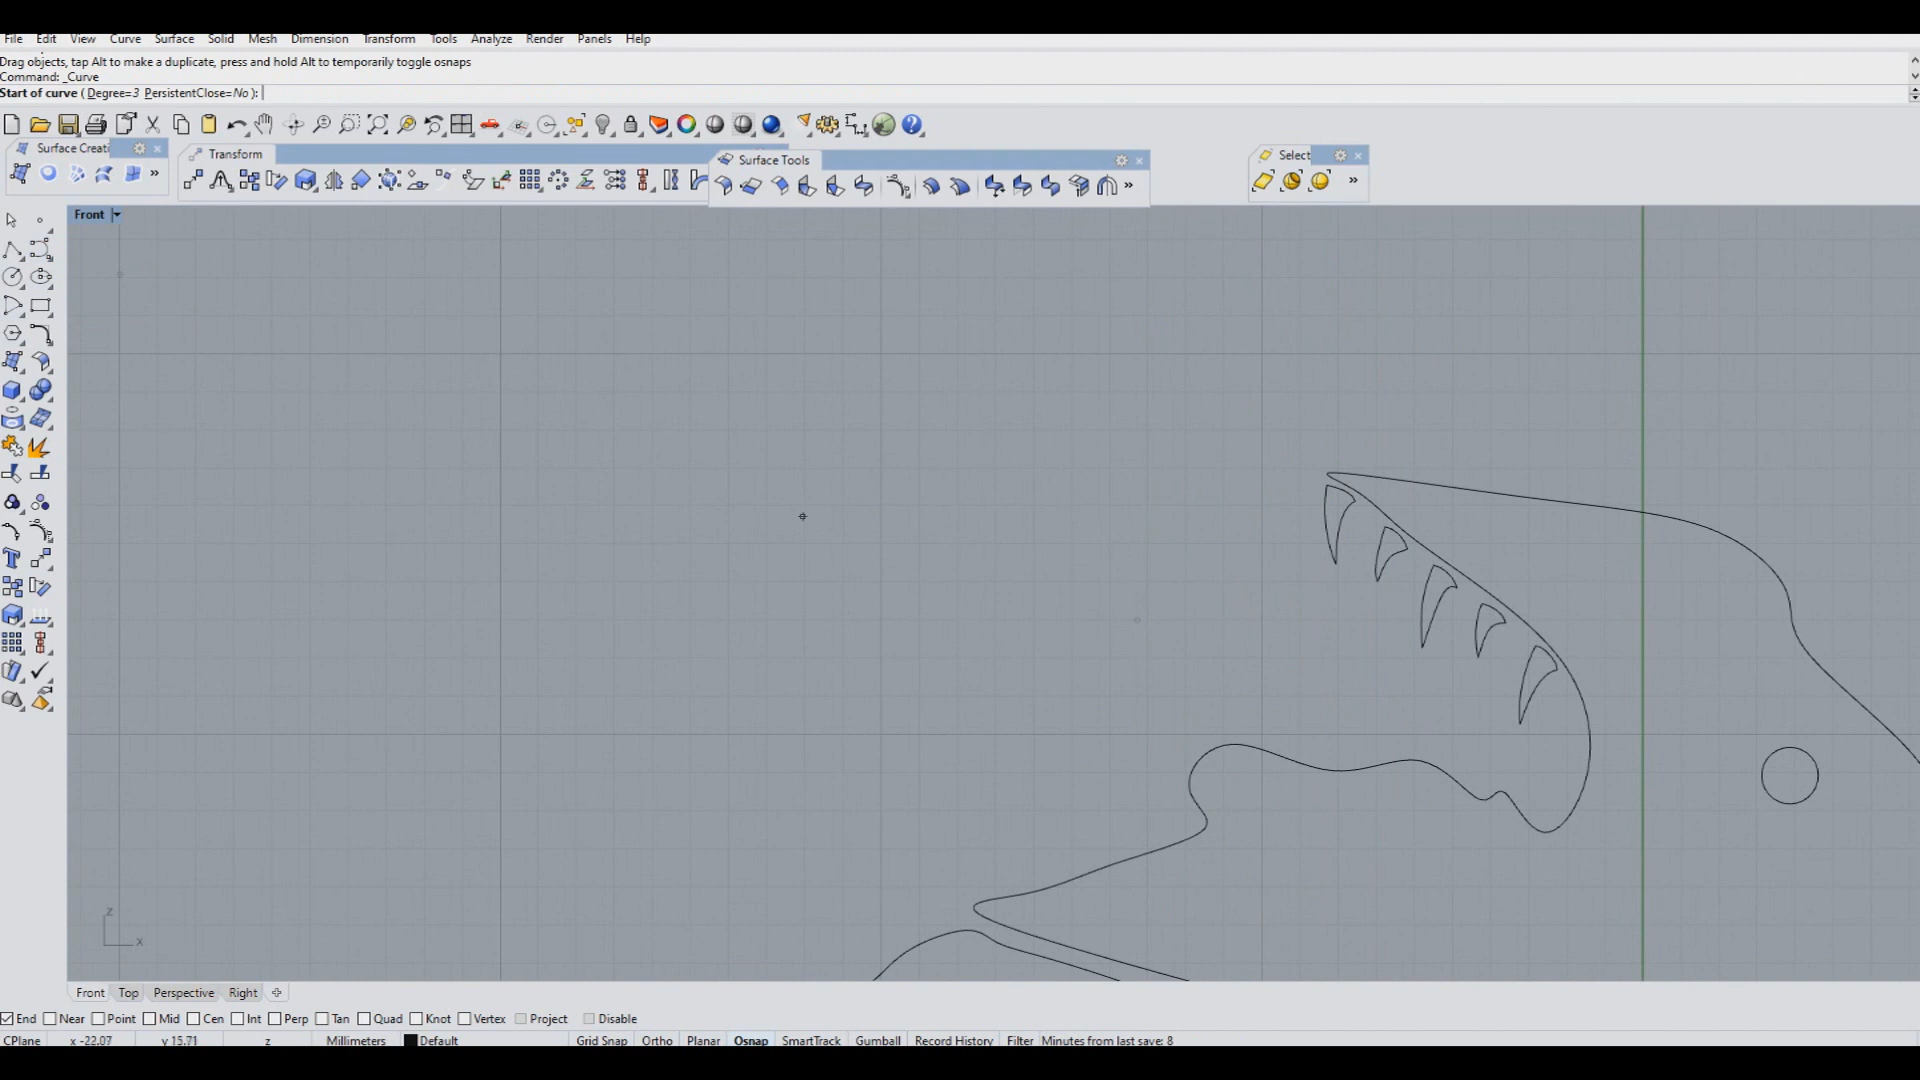 File Edit View Curve Surface Solid Mesh Dimension Transform Tools Analyze Render Panels Help
Drag objects, tap Alt to make a duplicate, press and hold Alt to temporarily toggle osnaps
Command: _Curve
Start of curve ( Degree=3 PersistentClose=No ):
Surface Creati
Transform
Surface Tools
Select
Front
z
x
Front Top Perspective Right
End Near Point Mid Cen Int Perp Tan Quad Knot Vertex Project Disable
CPlane x -22.07 y 15.71 z Millimeters Default Grid Snap Ortho Planar Osnap SmartTrack Gumball Record History Filter Minutes from last save: 8